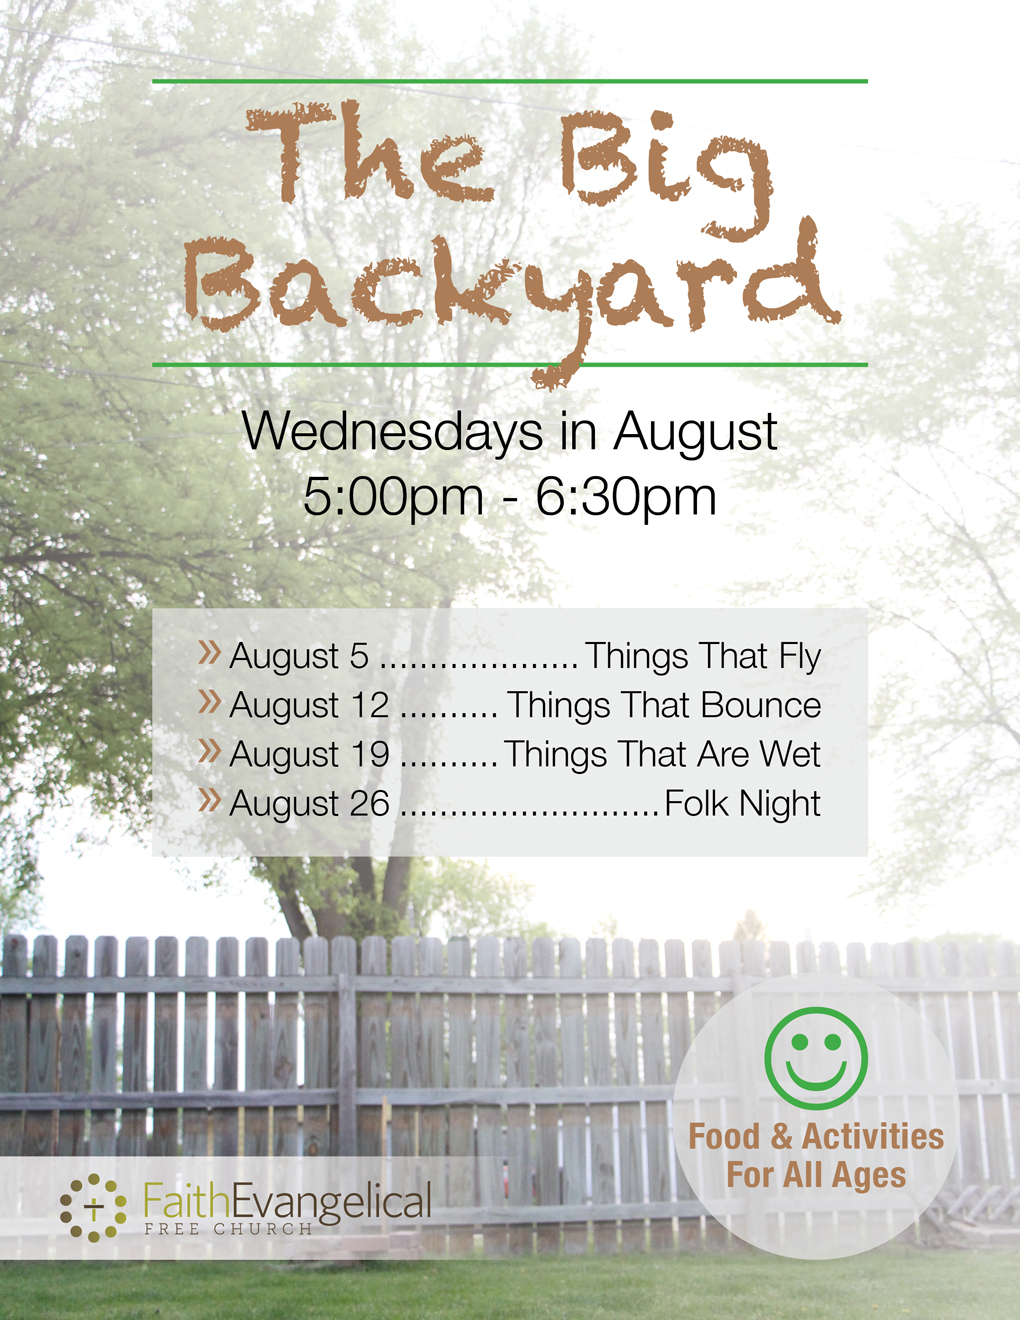 The Big
Backyard
Wednesdays in August
5:00pm - 6:30pm
» August 5 .................... Things That Fly
» August 12 .......... Things That Bounce
» August 19 .......... Things That Are Wet
» August 26 .......................... Folk Night
Food & Activities
For All Ages
FaithEvangelical
FREE CHURCH